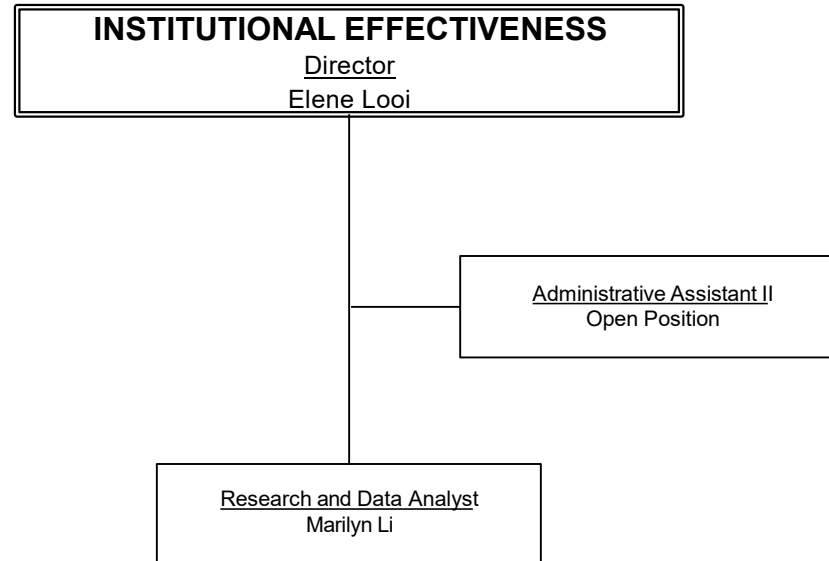 INSTITUTIONAL EFFECTIVENESS
Director
Elene Looi
Administrative Assistant II
Open Position
Research and Data Analyst
Marilyn Li